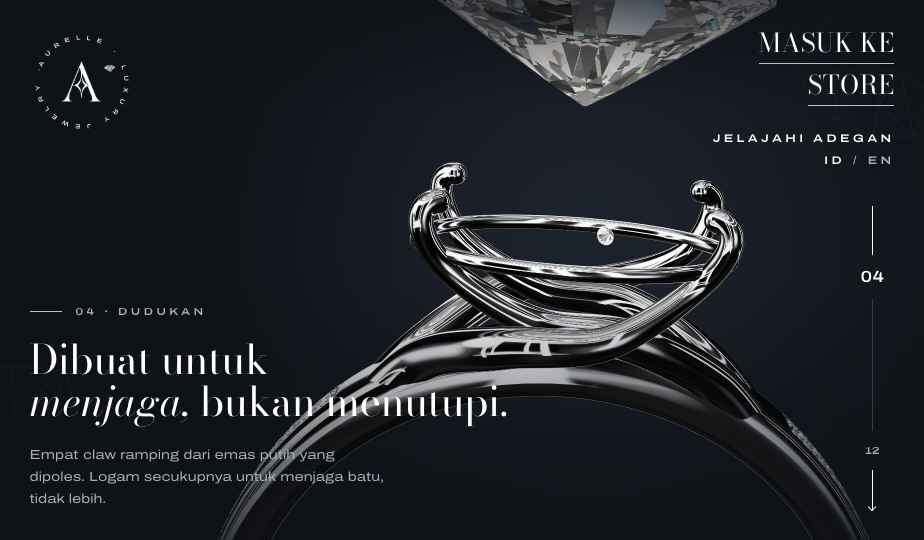 AURELLE · LUXURY JEWELRY ·
A
MASUK KE
STORE
JELAJAHI ADEGAN
ID / EN
04
12
04 · DUDUKAN
Dibuat untuk
menjaga, bukan menutupi.
Empat claw ramping dari emas putih yang
dipoles. Logam secukupnya untuk menjaga batu,
tidak lebih.